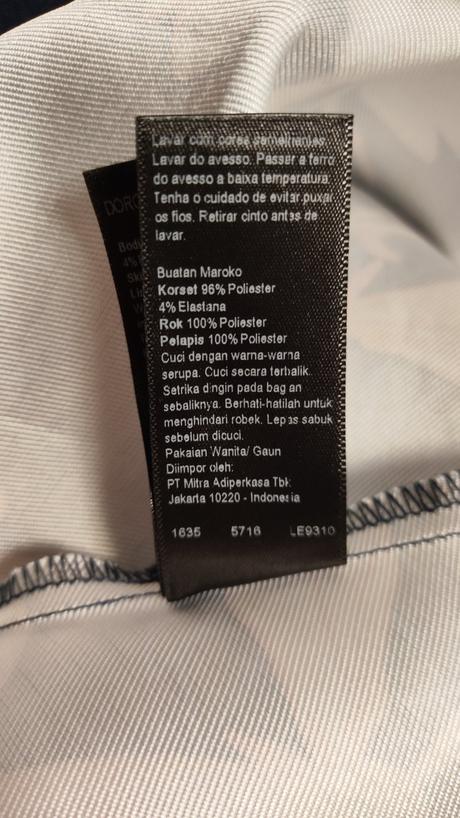 Lavar com cores semelhantes.
Lavar do avesso. Passar a ferro
do avesso a baixa temperatura.
Tenha o cuidado de evitar puxar
os fios. Retirar cinto antes de
lavar.
Buatan Maroko
Korset 96% Poliester
4% Elastana
Rok 100% Poliester
Pelapis 100% Poliester
Cuci dengan warna-warna
serupa. Cuci secara terbalik.
Setrika dingin pada bagian
sebaliknya. Berhati-hatilah untuk
menghindari robek. Lepas sabuk
sebelum dicuci.
Pakaian Wanita/ Gaun
Diimpor oleh:
PT Mitra Adiperkasa Tbk
Jakarta 10220 - Indonesia
1635 5716 LE9310
DORO
Body
4%